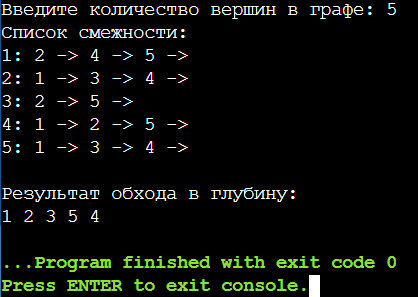 Введите количество вершин в графе: 5
Список смежности:
1: 2 -> 4 -> 5 ->
2: 1 -> 3 -> 4 ->
3: 2 -> 5 ->
4: 1 -> 2 -> 5 ->
5: 1 -> 3 -> 4 ->
Результат обхода в глубину:
1 2 3 5 4
...Program finished with exit code 0
Press ENTER to exit console.